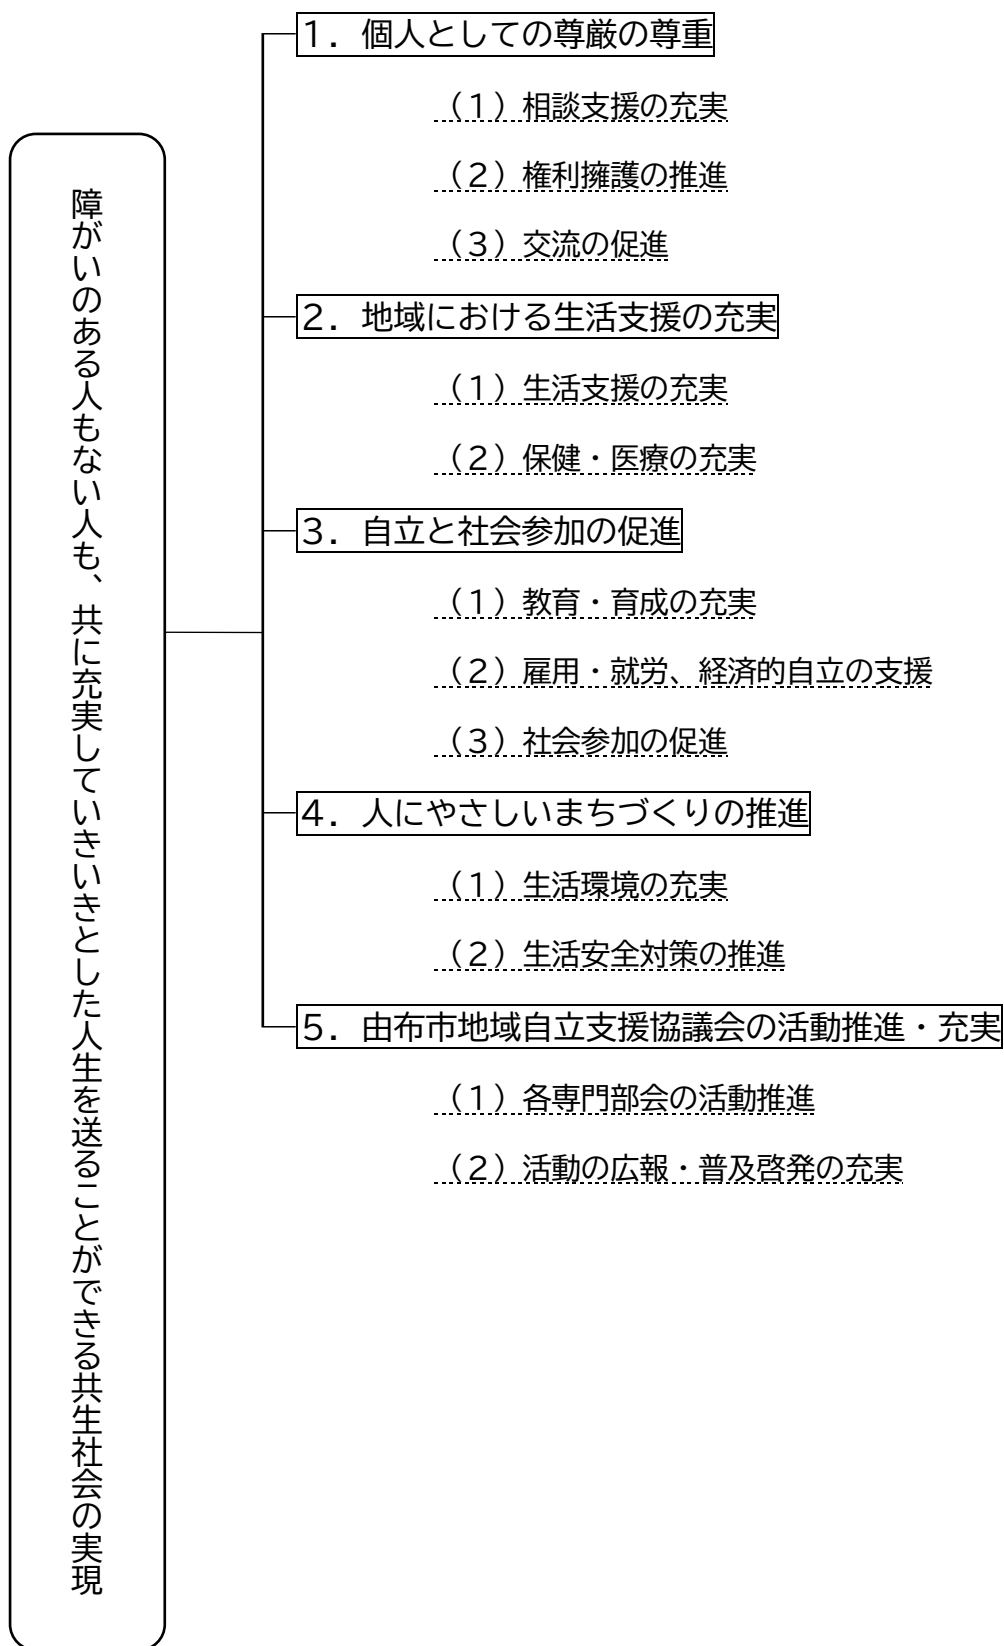 障がいのある人もない人も、共に充実していきいきとした人生を送ることができる共生社会の実現
１．個人としての尊厳の尊重
（１）相談支援の充実
（２）権利擁護の推進
（３）交流の促進
２．地域における生活支援の充実
（１）生活支援の充実
（２）保健・医療の充実
３．自立と社会参加の促進
（１）教育・育成の充実
（２）雇用・就労、経済的自立の支援
（３）社会参加の促進
４．人にやさしいまちづくりの推進
（１）生活環境の充実
（２）生活安全対策の推進
５．由布市地域自立支援協議会の活動推進・充実
（１）各専門部会の活動推進
（２）活動の広報・普及啓発の充実